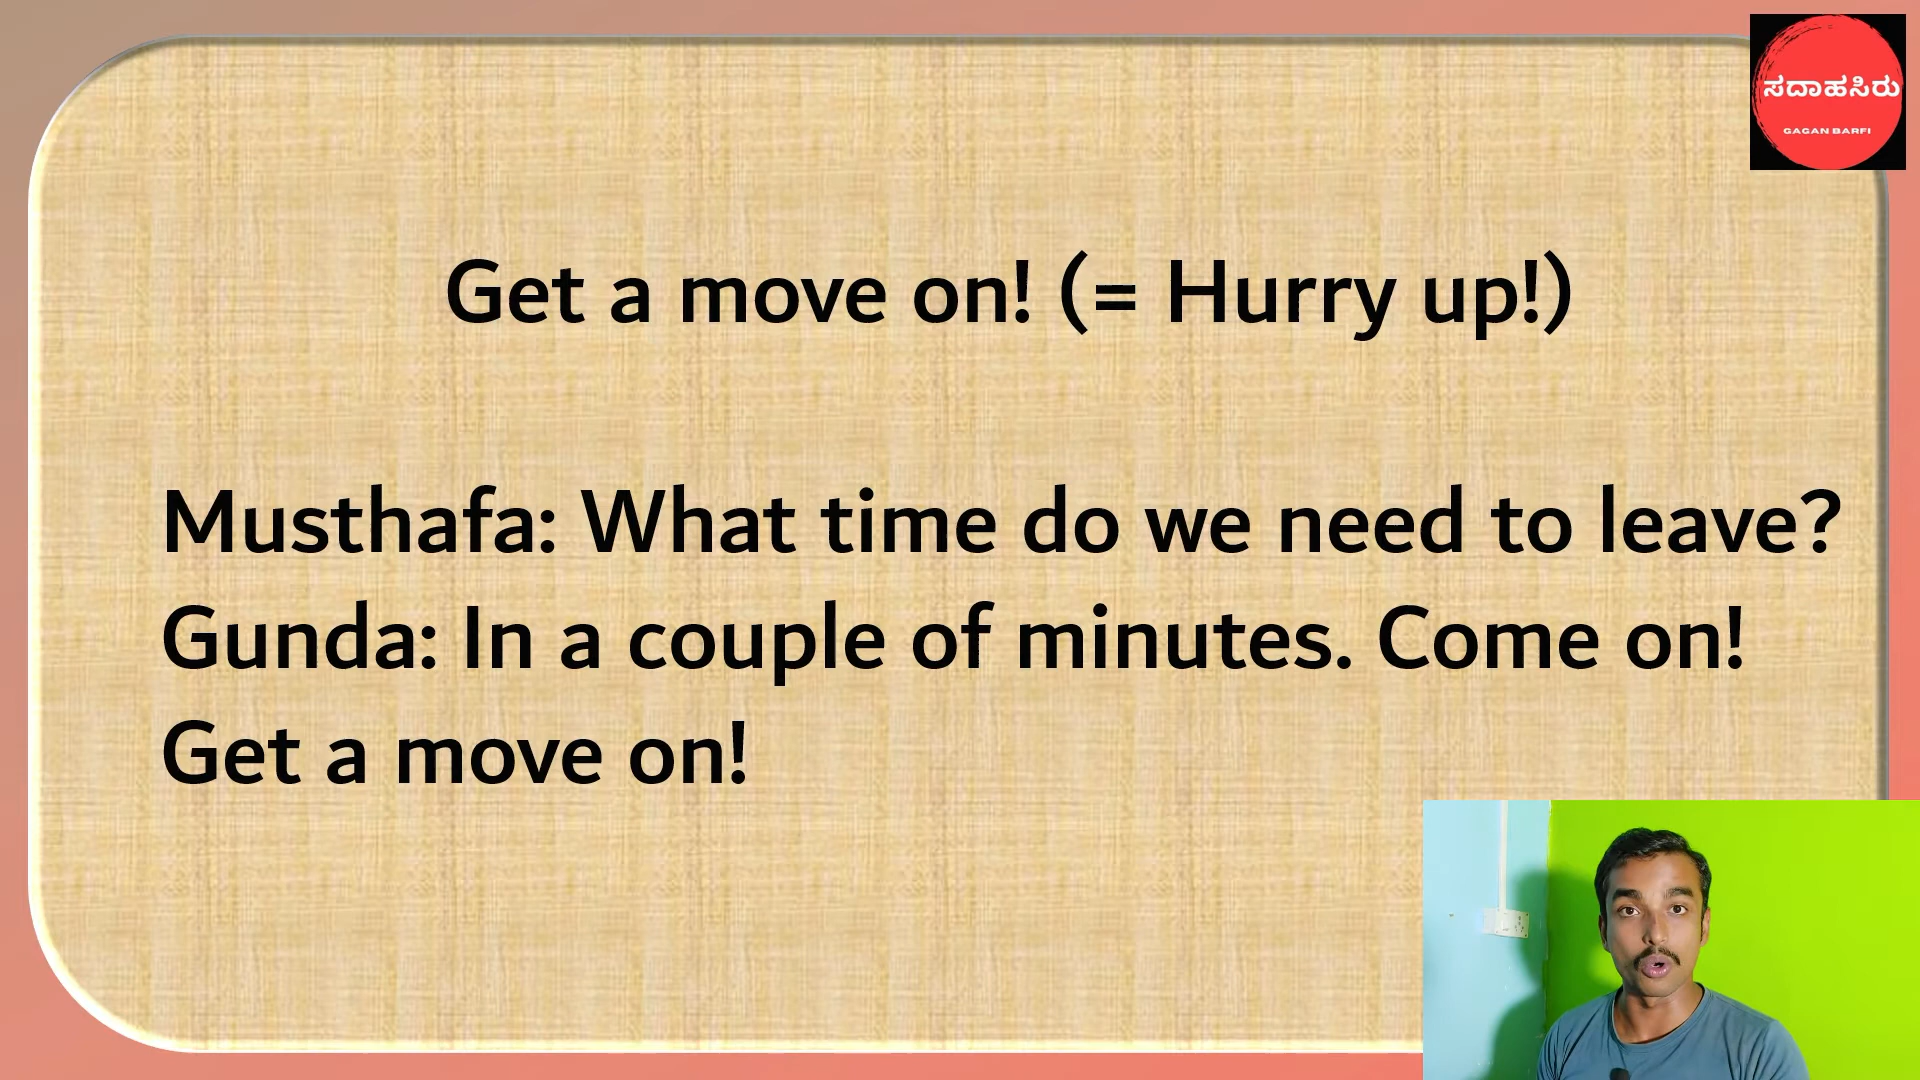 ಸದಾಹಸಿರು
GAGAN BARFI
Get a move on! (= Hurry up!)
Musthafa: What time do we need to leave?
Gunda: In a couple of minutes. Come on!
Get a move on!